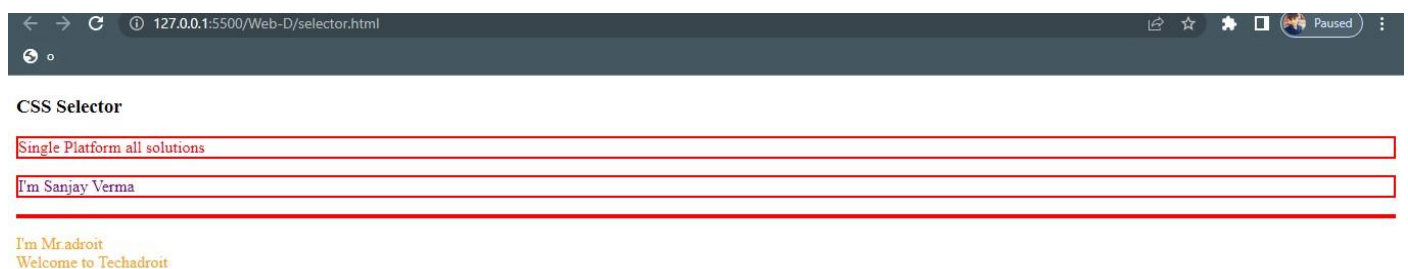 127.0.0.1:5500/Web-D/selector.html
Paused
CSS Selector
Single Platform all solutions
I'm Sanjay Verma
I'm Mr.adroit
Welcome to Techadroit